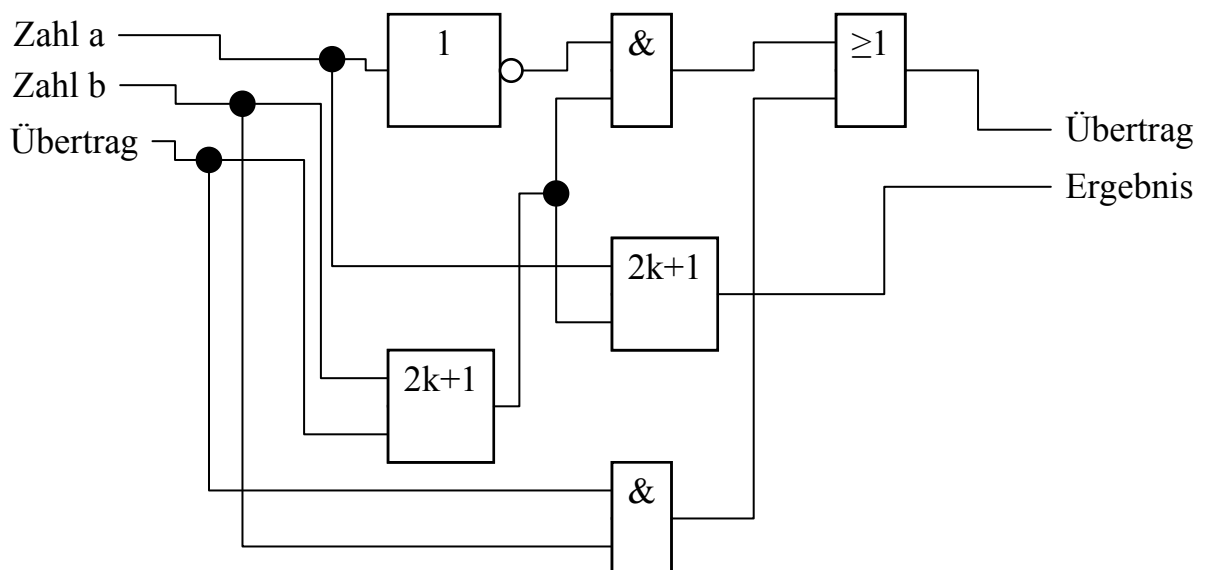 Zahl a
Zahl b
Übertrag
1
&
≥1
Übertrag
Ergebnis
2k+1
2k+1
&